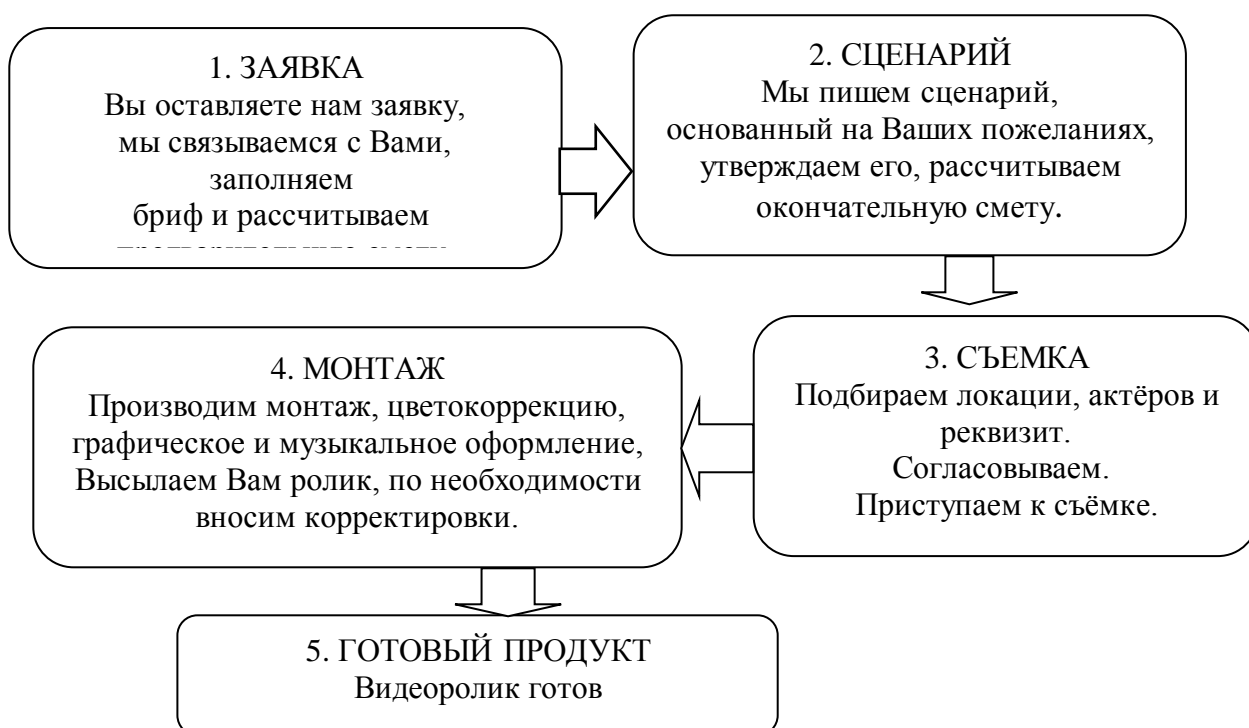 1. ЗАЯВКА
Вы оставляете нам заявку,
мы связываемся с Вами,
заполняем
бриф и рассчитываем
2. СЦЕНАРИЙ
Мы пишем сценарий,
основанный на Ваших пожеланиях,
утверждаем его, рассчитываем
окончательную смету.
3. СЪЕМКА
Подбираем локации, актёров и
реквизит.
Согласовываем.
Приступаем к съёмке.
4. МОНТАЖ
Производим монтаж, цветокоррекцию,
графическое и музыкальное оформление,
Высылаем Вам ролик, по необходимости
вносим корректировки.
5. ГОТОВЫЙ ПРОДУКТ
Видеоролик готов